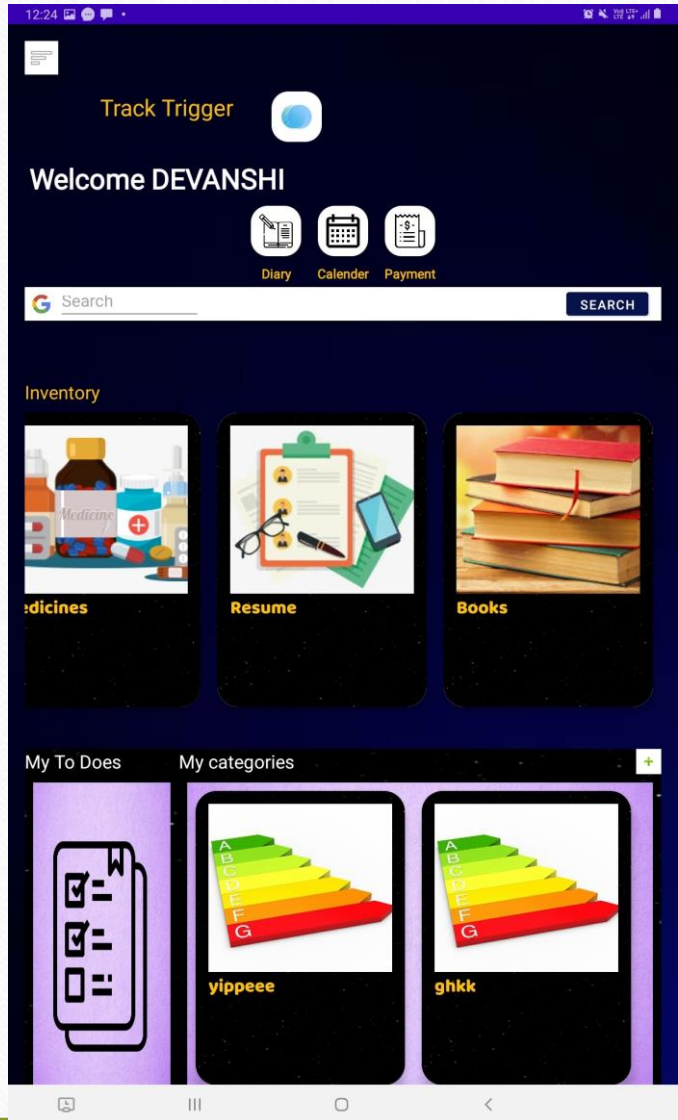 12:24
Track Trigger
Welcome DEVANSHI
Diary Calender Payment
Search SEARCH
Inventory
Medicine
edicines Resume Books
My To Does My categories +
A A
B B
C C
D D
E E
F F
G G
yippeee ghkk